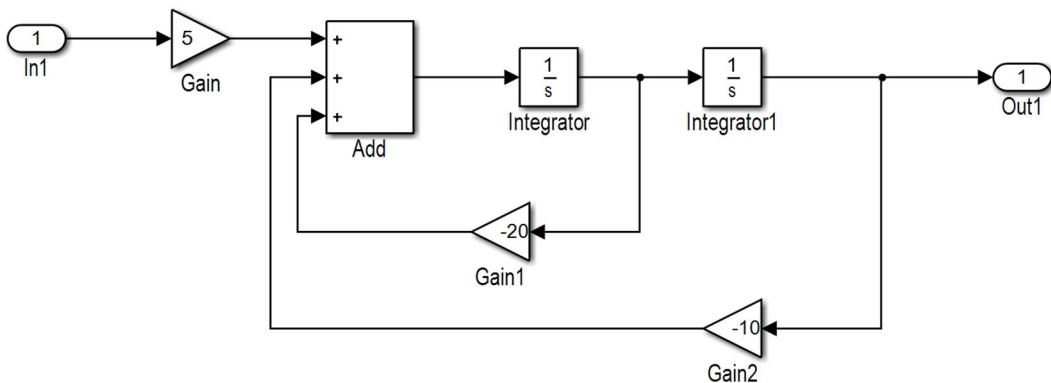 1
In1
5
Gain
+
+
+
Add
1
s
Integrator
1
s
Integrator1
1
Out1
-20
Gain1
-10
Gain2